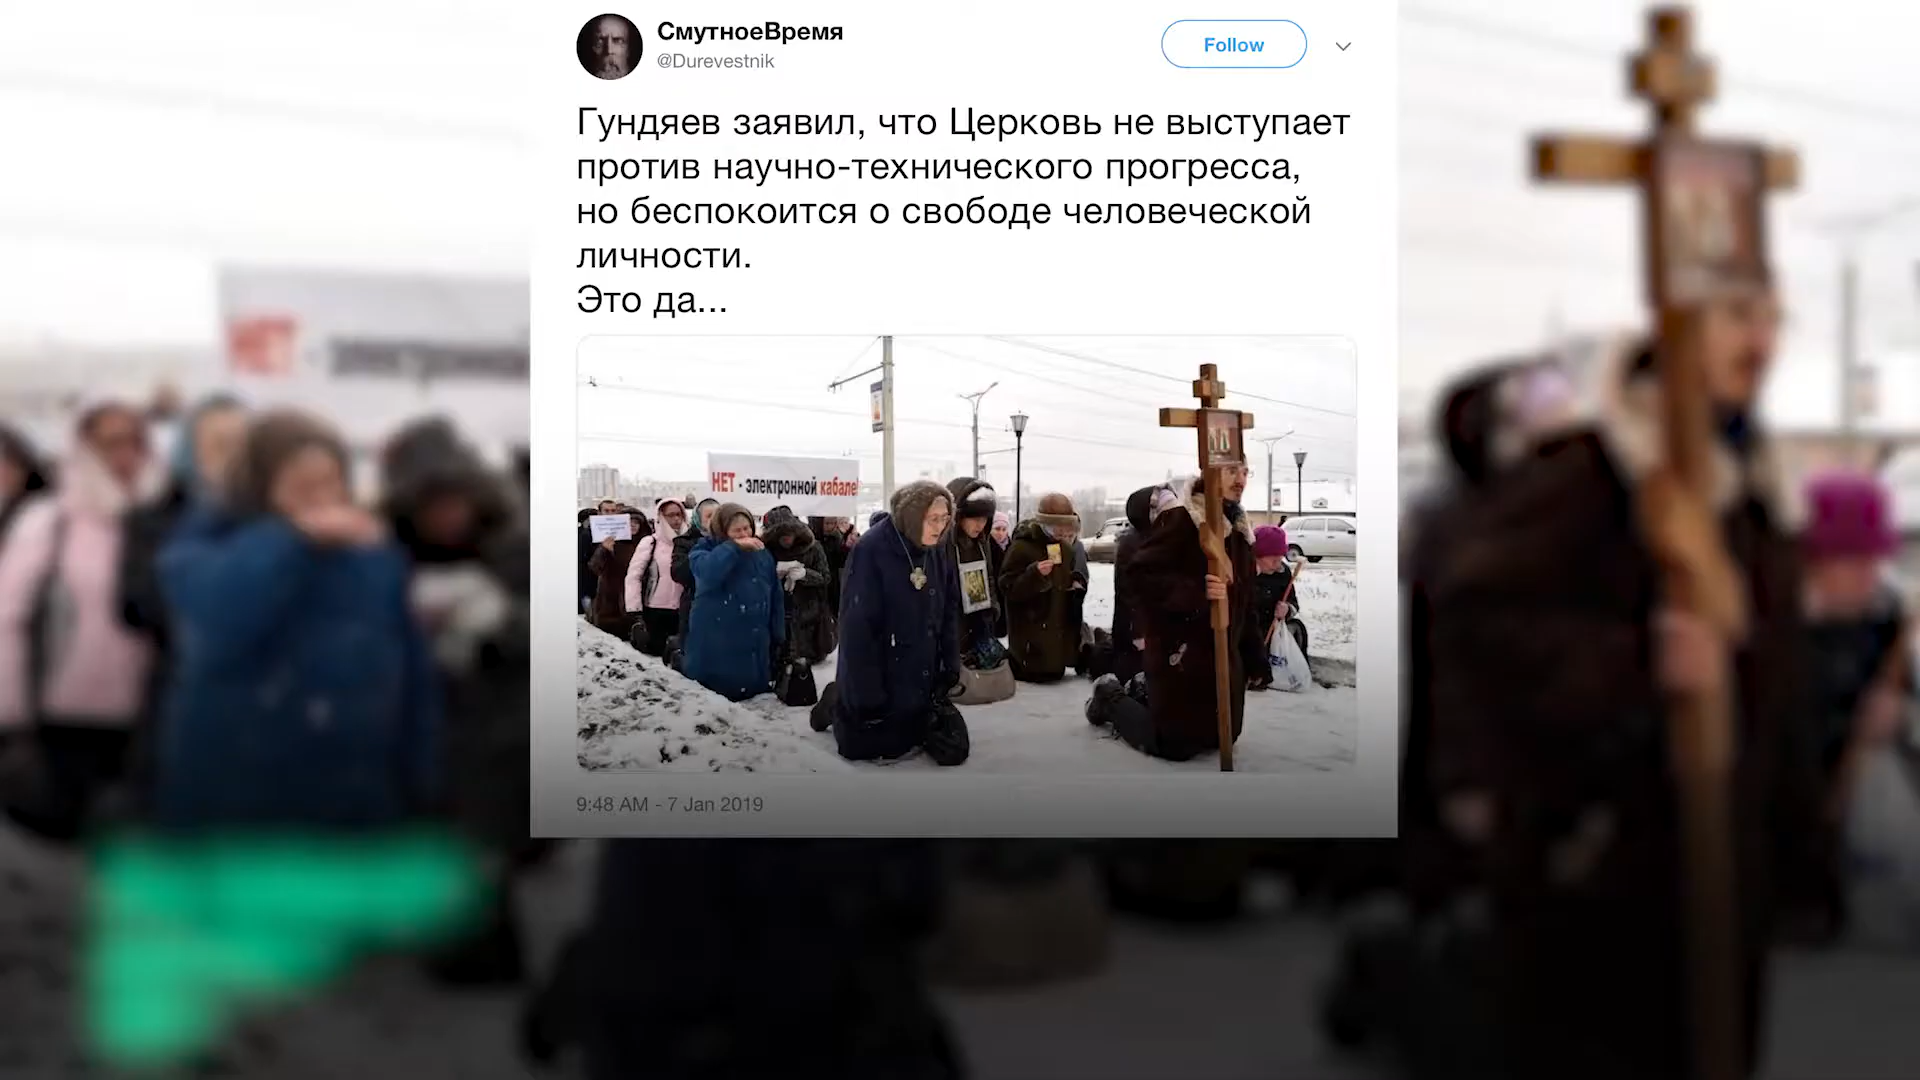 СмутноеВремя
@Durevestnik
Follow
Гундяев заявил, что Церковь не выступает
против научно-технического прогресса,
но беспокоится о свободе человеческой
личности.
Это да...
НЕТ - электронной кабале!
9:48 AM - 7 Jan 2019